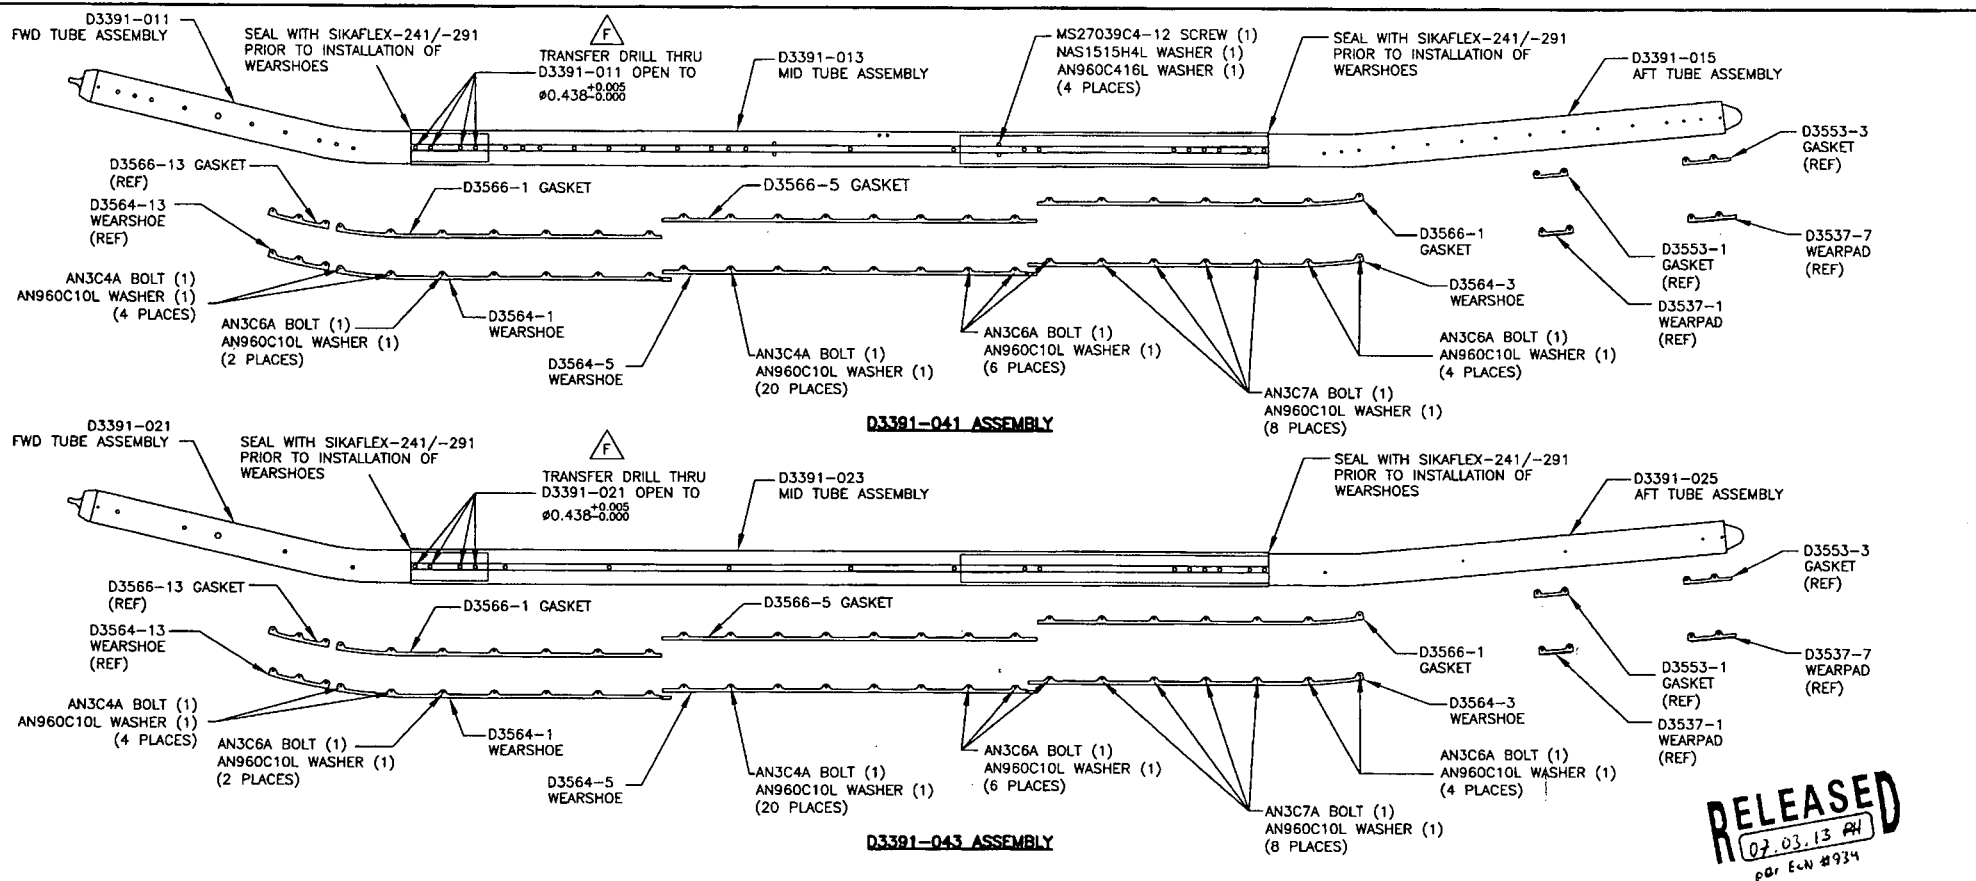 D3391-011
FWD TUBE ASSEMBLY
SEAL WITH SIKAFLEX-241/-291
PRIOR TO INSTALLATION OF
WEARSHOES
F
TRANSFER DRILL THRU
D3391-011 OPEN TO
⌀0.438+0.005-0.000
D3391-013
MID TUBE ASSEMBLY
MS27039C4-12 SCREW (1)
NAS1515H4L WASHER (1)
AN960C416L WASHER (1)
(4 PLACES)
SEAL WITH SIKAFLEX-241/-291
PRIOR TO INSTALLATION OF
WEARSHOES
D3391-015
AFT TUBE ASSEMBLY
D3553-3
GASKET
(REF)
D3566-13 GASKET
(REF)
D3566-1 GASKET
D3566-5 GASKET
D3564-13
WEARSHOE
(REF)
D3566-1
GASKET
D3553-1
GASKET
(REF)
D3537-7
WEARPAD
(REF)
AN3C4A BOLT (1)
AN960C10L WASHER (1)
(4 PLACES)
AN3C6A BOLT (1)
AN960C10L WASHER (1)
(2 PLACES)
D3564-1
WEARSHOE
D3564-5
WEARSHOE
AN3C4A BOLT (1)
AN960C10L WASHER (1)
(20 PLACES)
AN3C6A BOLT (1)
AN960C10L WASHER (1)
(6 PLACES)
D3564-3
WEARSHOE
D3537-1
WEARPAD
(REF)
AN3C6A BOLT (1)
AN960C10L WASHER (1)
(4 PLACES)
AN3C7A BOLT (1)
AN960C10L WASHER (1)
(8 PLACES)
D3391-041 ASSEMBLY
D3391-021
FWD TUBE ASSEMBLY
SEAL WITH SIKAFLEX-241/-291
PRIOR TO INSTALLATION OF
WEARSHOES
F
TRANSFER DRILL THRU
D3391-021 OPEN TO
⌀0.438+0.005-0.000
D3391-023
MID TUBE ASSEMBLY
SEAL WITH SIKAFLEX-241/-291
PRIOR TO INSTALLATION OF
WEARSHOES
D3391-025
AFT TUBE ASSEMBLY
D3553-3
GASKET
(REF)
D3566-13 GASKET
(REF)
D3566-1 GASKET
D3566-5 GASKET
D3564-13
WEARSHOE
(REF)
D3566-1
GASKET
D3553-1
GASKET
(REF)
D3537-7
WEARPAD
(REF)
AN3C4A BOLT (1)
AN960C10L WASHER (1)
(4 PLACES)
AN3C6A BOLT (1)
AN960C10L WASHER (1)
(2 PLACES)
D3564-1
WEARSHOE
D3564-5
WEARSHOE
AN3C4A BOLT (1)
AN960C10L WASHER (1)
(20 PLACES)
AN3C6A BOLT (1)
AN960C10L WASHER (1)
(6 PLACES)
D3564-3
WEARSHOE
D3537-1
WEARPAD
(REF)
AN3C6A BOLT (1)
AN960C10L WASHER (1)
(4 PLACES)
AN3C7A BOLT (1)
AN960C10L WASHER (1)
(8 PLACES)
D3391-043 ASSEMBLY
RELEASED
07.03.13 PH
per ECN #934